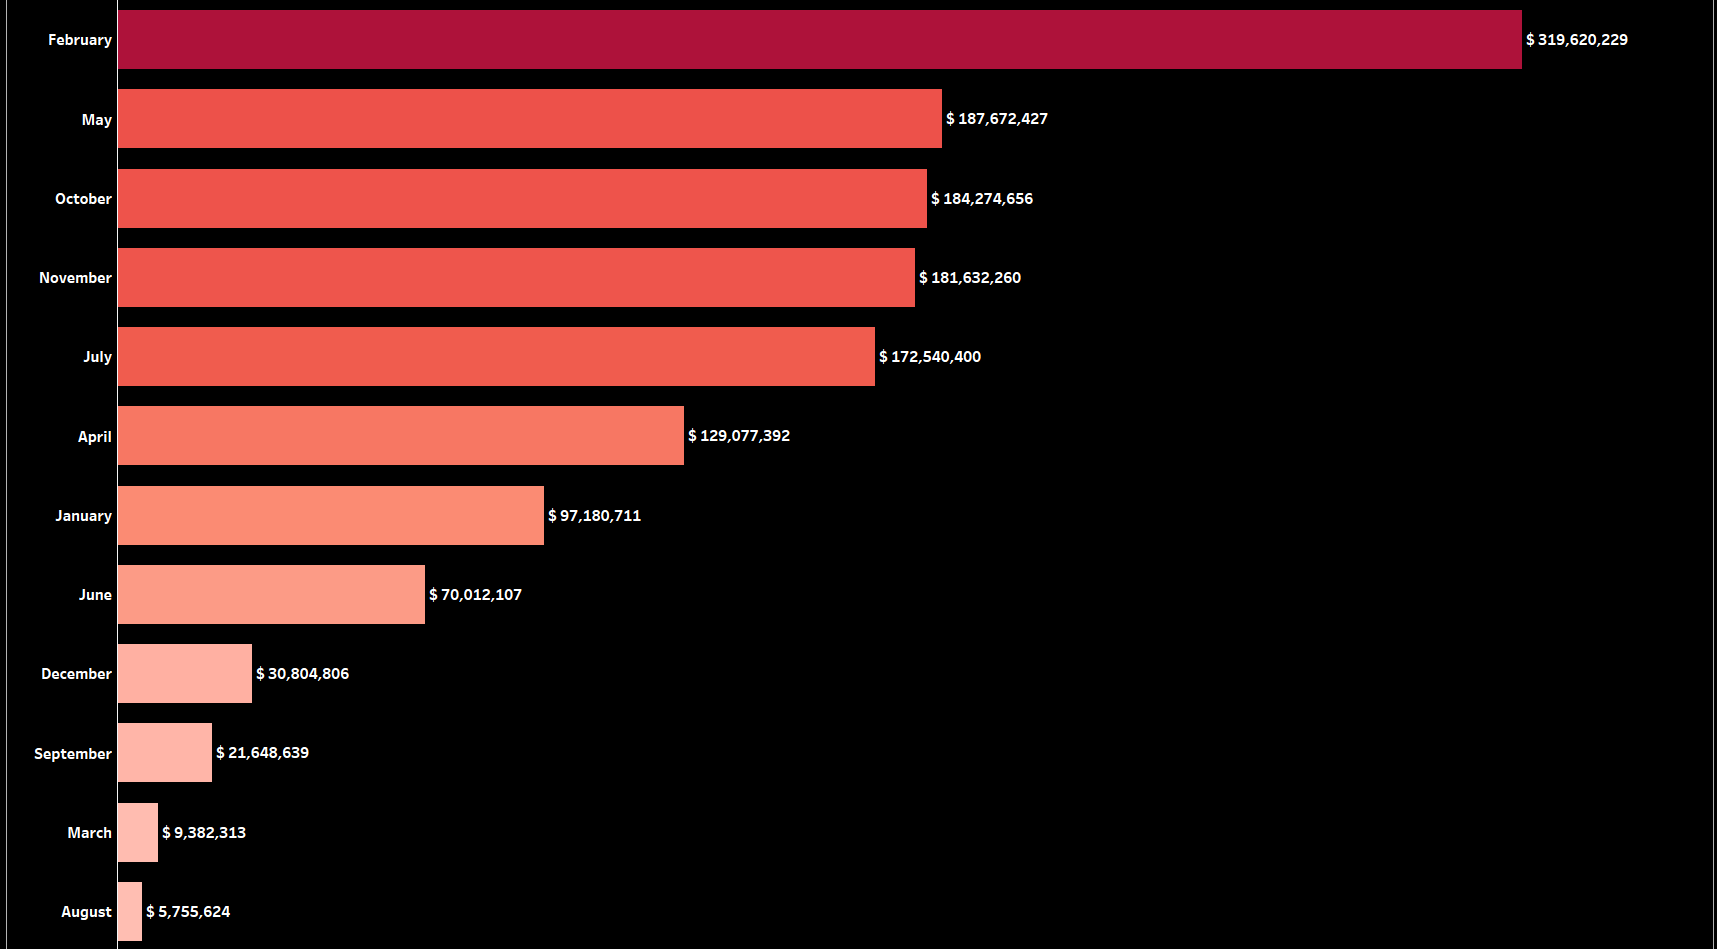 February $ 319,620,229
May $ 187,672,427
October $ 184,274,656
November $ 181,632,260
July $ 172,540,400
April $ 129,077,392
January $ 97,180,711
June $ 70,012,107
December $ 30,804,806
September $ 21,648,639
March $ 9,382,313
August $ 5,755,624